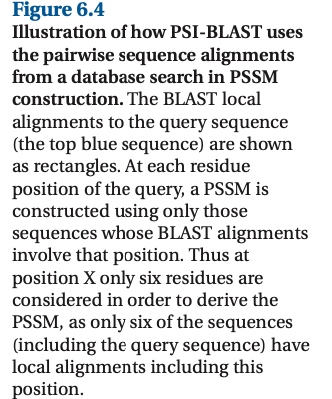 Figure 6.4
Illustration of how PSI-BLAST uses
the pairwise sequence alignments
from a database search in PSSM
construction. The BLAST local
alignments to the query sequence
(the top blue sequence) are shown
as rectangles. At each residue
position of the query, a PSSM is
constructed using only those
sequences whose BLAST alignments
involve that position. Thus at
position X only six residues are
considered in order to derive the
PSSM, as only six of the sequences
(including the query sequence) have
local alignments including this
position.